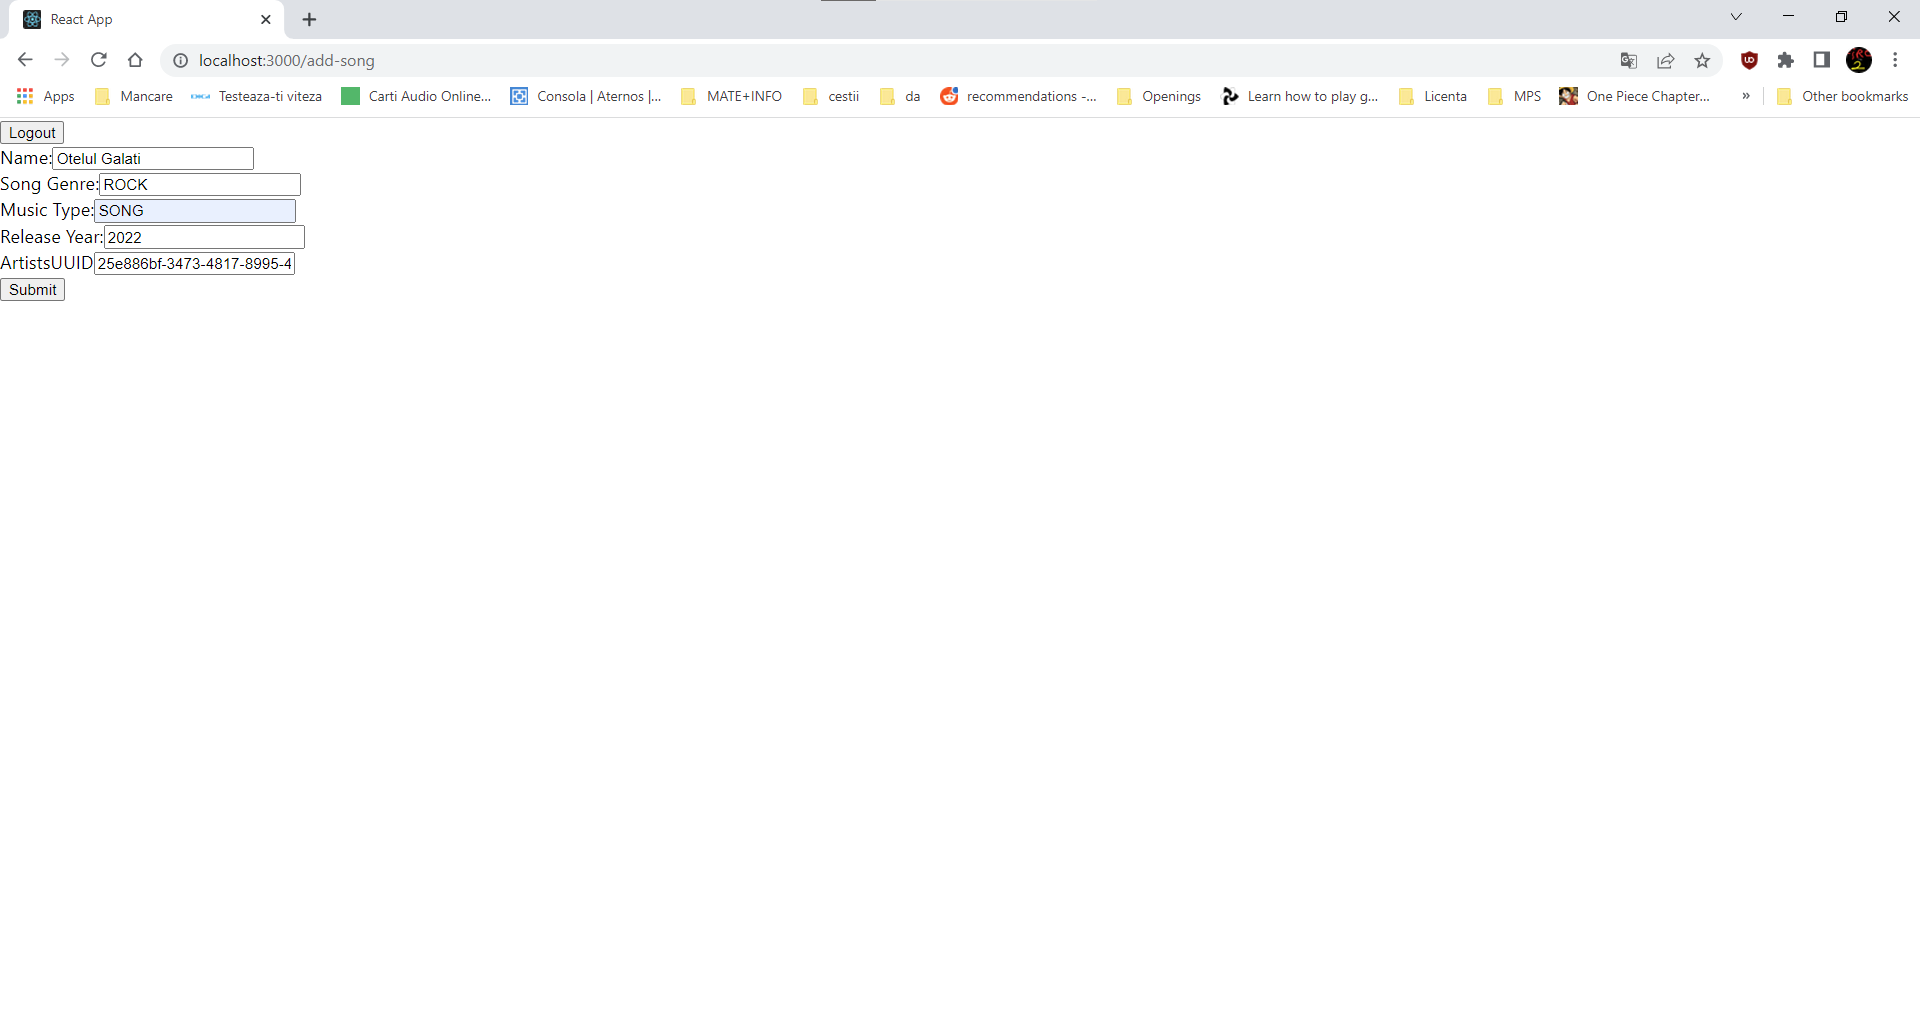 React App
localhost:3000/add-song
Apps Mancare Testeaza-ti viteza Carti Audio Online... Consola | Aternos |... MATE+INFO cestii da recommendations -... Openings Learn how to play g... Licenta MPS One Piece Chapter... » Other bookmarks
Logout
Name: Otelul Galati
Song Genre: ROCK
Music Type: SONG
Release Year: 2022
ArtistsUUID 25e886bf-3473-4817-8995-4
Submit